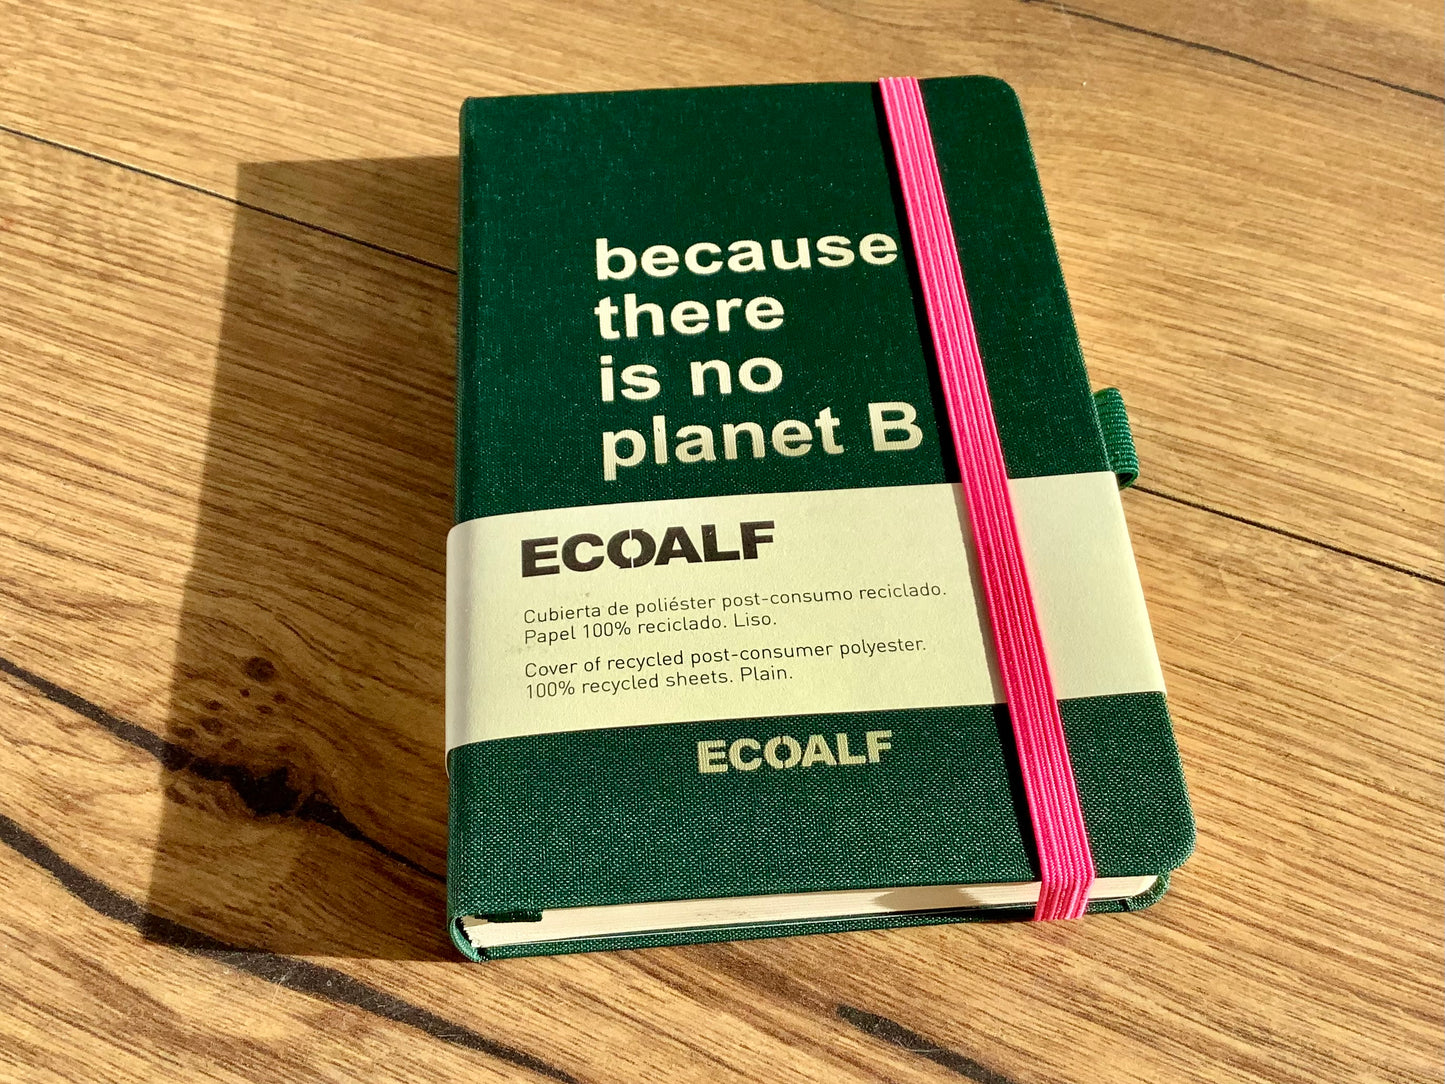 because
there
is no
planet B
ECOALF
Cubierta de poliéster post-consumo reciclado.
Papel 100% reciclado. Liso.
Cover of recycled post-consumer polyester.
100% recycled sheets. Plain.
ECOALF